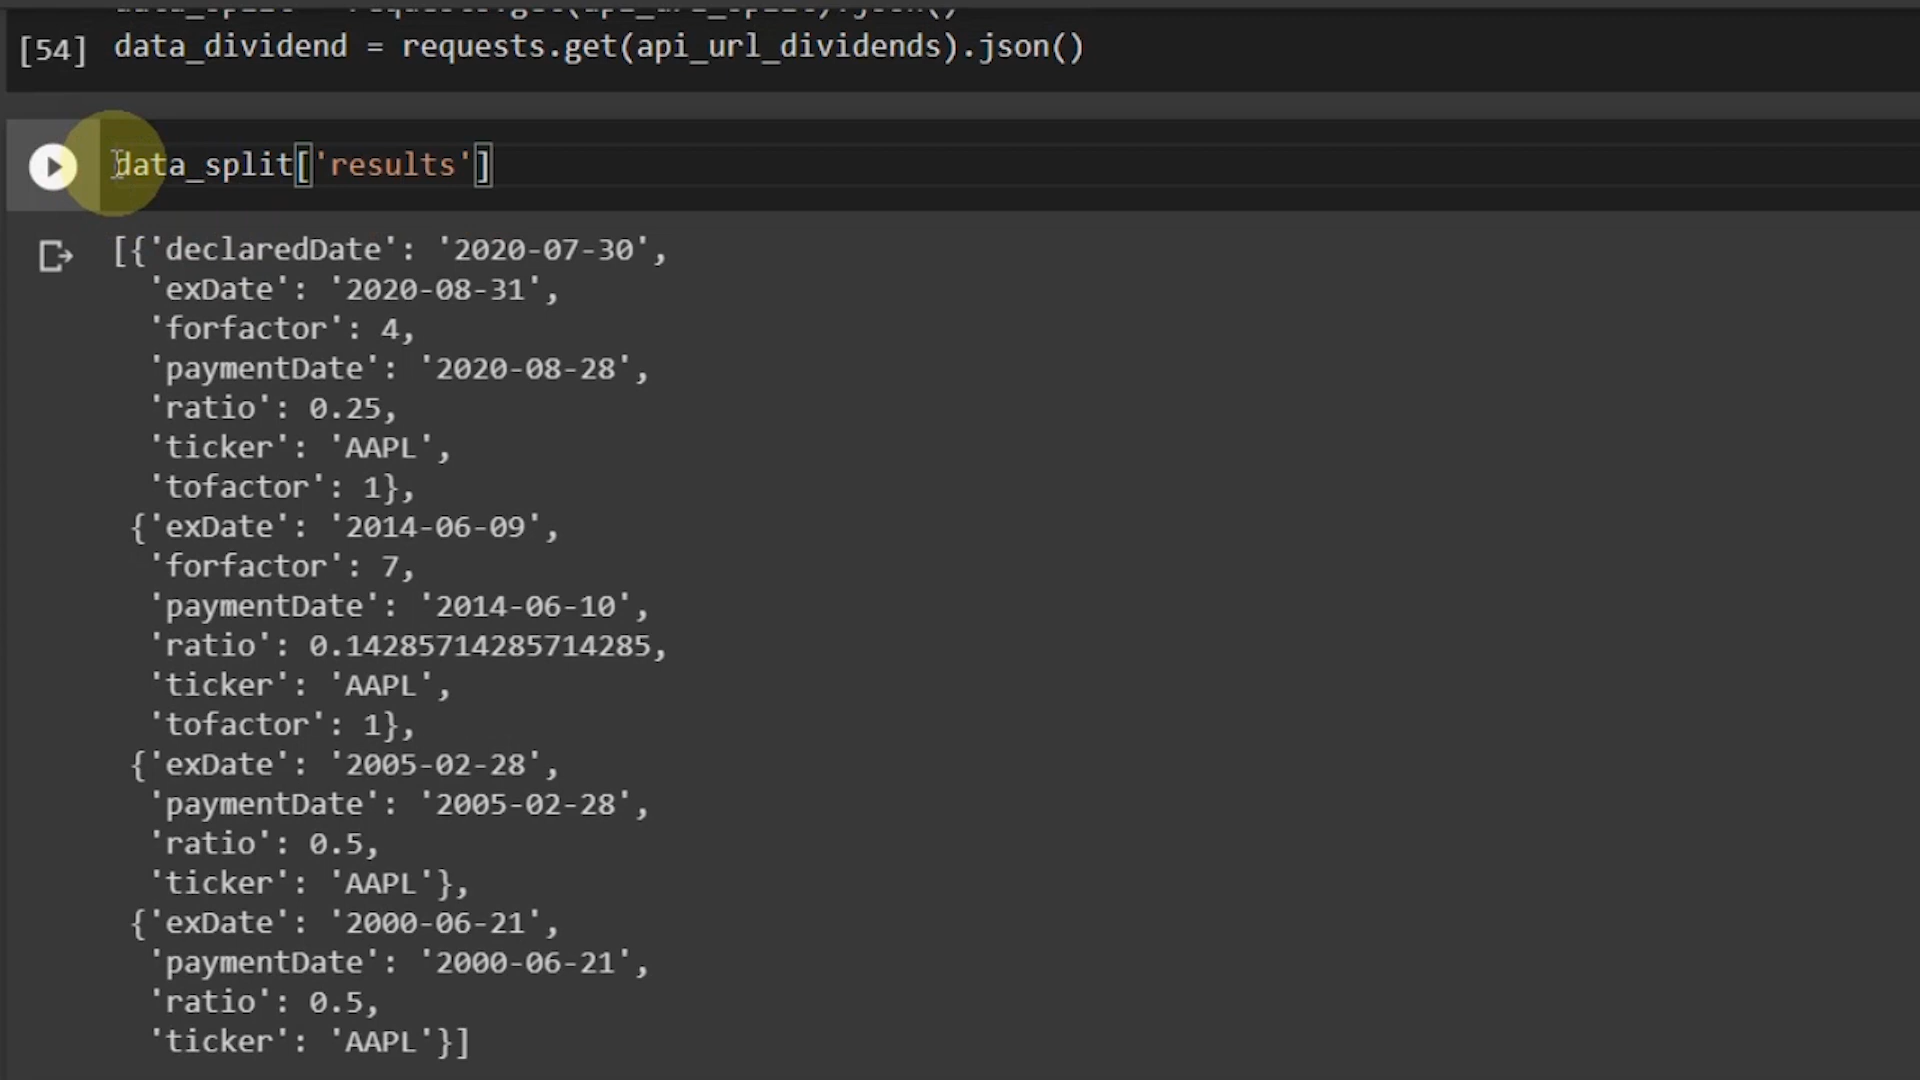 [54] data_dividend = requests.get(api_url_dividends).json()
data_split['results']
[{'declaredDate': '2020-07-30',
'exDate': '2020-08-31',
'forfactor': 4,
'paymentDate': '2020-08-28',
'ratio': 0.25,
'ticker': 'AAPL',
'tofactor': 1},
{'exDate': '2014-06-09',
'forfactor': 7,
'paymentDate': '2014-06-10',
'ratio': 0.14285714285714285,
'ticker': 'AAPL',
'tofactor': 1},
{'exDate': '2005-02-28',
'paymentDate': '2005-02-28',
'ratio': 0.5,
'ticker': 'AAPL'},
{'exDate': '2000-06-21',
'paymentDate': '2000-06-21',
'ratio': 0.5,
'ticker': 'AAPL'}]